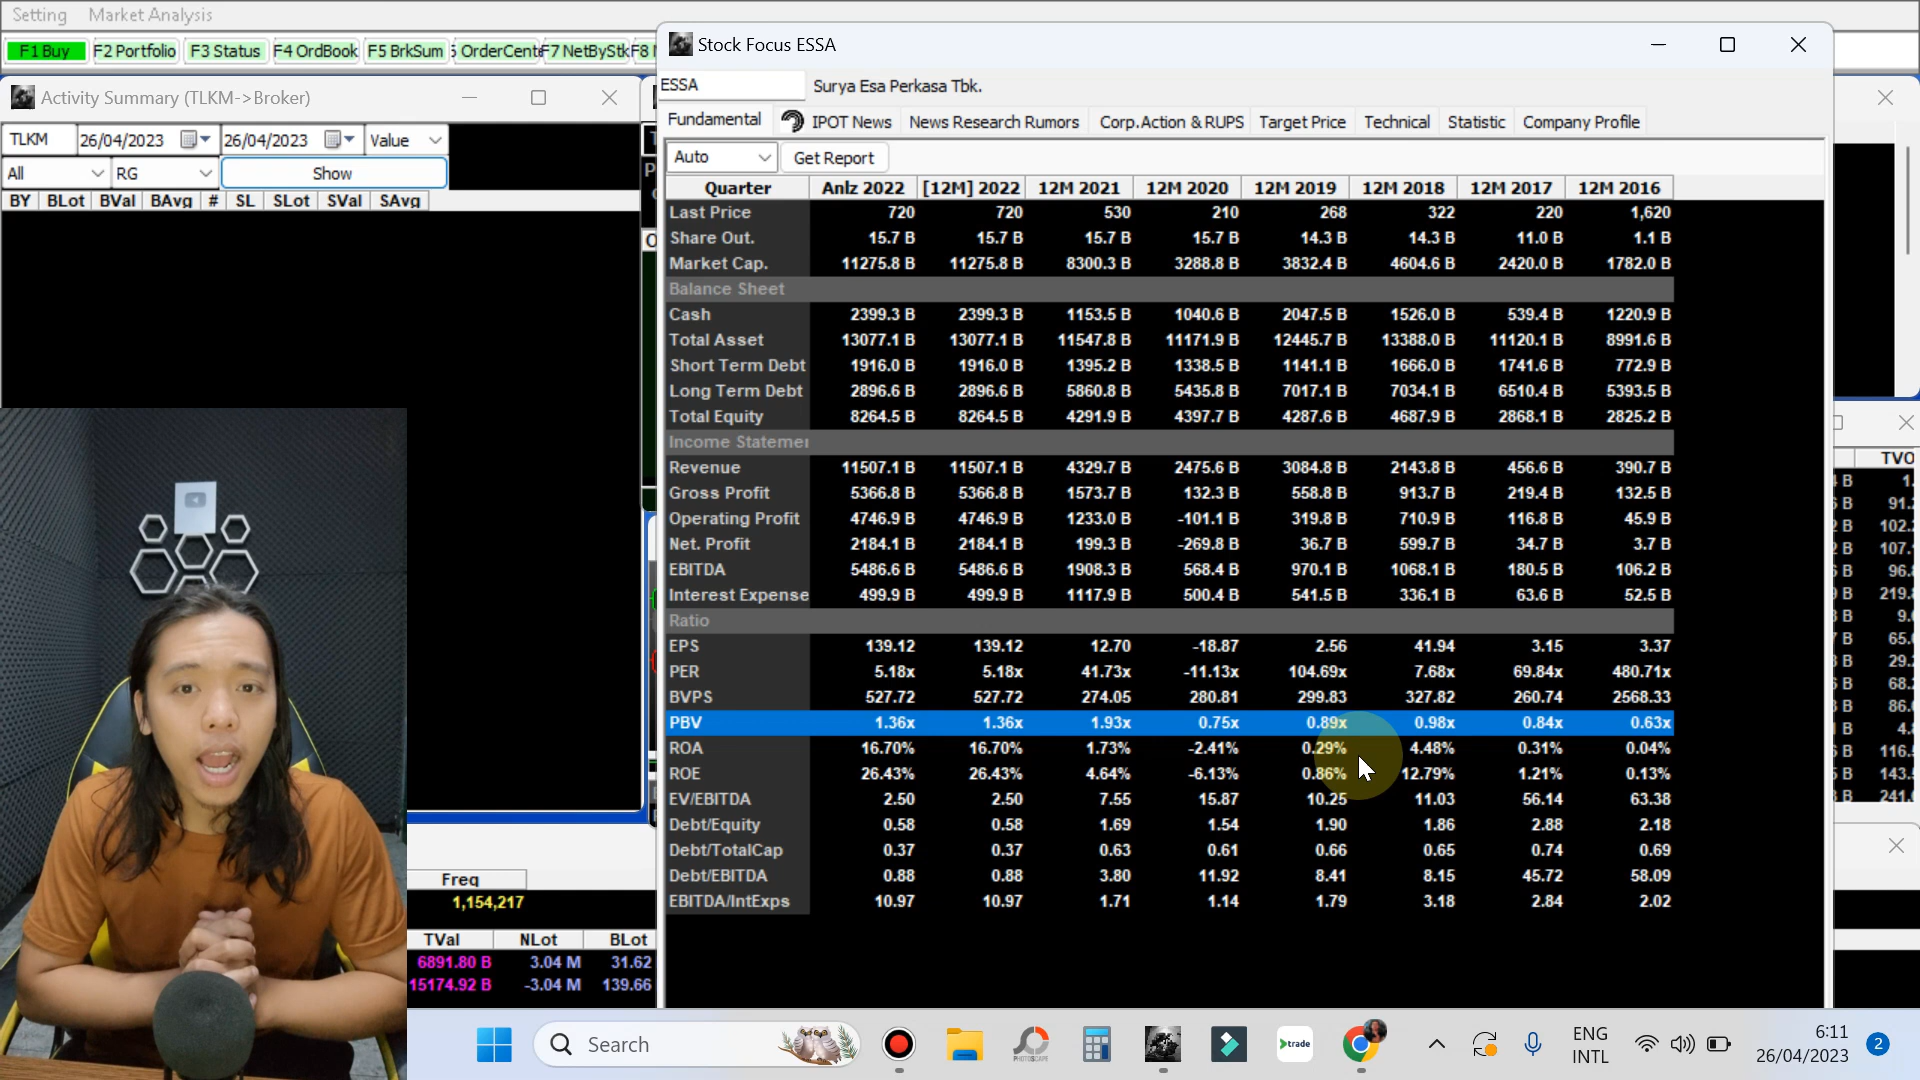 Setting Market Analysis
F1 Buy F2 Portfolio F3 Status F4 OrdBook F5 BrkSum OrderCent F7 NetByStk F8
Activity Summary (TLKM->Broker)
TLKM 26/04/2023 26/04/2023 Value
All RG Show
BY BLot BVal BAvg # SL SLot SVal SAvg
Stock Focus ESSA
ESSA Surya Esa Perkasa Tbk.
Fundamental IPOT News News Research Rumors Corp.Action & RUPS Target Price Technical Statistic Company Profile
Auto Get Report
Quarter Anlz 2022 [12M] 2022 12M 2021 12M 2020 12M 2019 12M 2018 12M 2017 12M 2016
Last Price 720 720 530 210 268 322 220 1,620
Share Out. 15.7 B 15.7 B 15.7 B 15.7 B 14.3 B 14.3 B 11.0 B 1.1 B
Market Cap. 11275.8 B 11275.8 B 8300.3 B 3288.8 B 3832.4 B 4604.6 B 2420.0 B 1782.0 B
Balance Sheet
Cash 2399.3 B 2399.3 B 1153.5 B 1040.6 B 2047.5 B 1526.0 B 539.4 B 1220.9 B
Total Asset 13077.1 B 13077.1 B 11547.8 B 11171.9 B 12445.7 B 13388.0 B 11120.1 B 8991.6 B
Short Term Debt 1916.0 B 1916.0 B 1395.2 B 1338.5 B 1141.1 B 1666.0 B 1741.6 B 772.9 B
Long Term Debt 2896.6 B 2896.6 B 5860.8 B 5435.8 B 7017.1 B 7034.1 B 6510.4 B 5393.5 B
Total Equity 8264.5 B 8264.5 B 4291.9 B 4397.7 B 4287.6 B 4687.9 B 2868.1 B 2825.2 B
Income Statemer
Revenue 11507.1 B 11507.1 B 4329.7 B 2475.6 B 3084.8 B 2143.8 B 456.6 B 390.7 B
Gross Profit 5366.8 B 5366.8 B 1573.7 B 132.3 B 558.8 B 913.7 B 219.4 B 132.5 B
Operating Profit 4746.9 B 4746.9 B 1233.0 B -101.1 B 319.8 B 710.9 B 116.8 B 45.9 B
Net. Profit 2184.1 B 2184.1 B 199.3 B -269.8 B 36.7 B 599.7 B 34.7 B 3.7 B
EBITDA 5486.6 B 5486.6 B 1908.3 B 568.4 B 970.1 B 1068.1 B 180.5 B 106.2 B
Interest Expense 499.9 B 499.9 B 1117.9 B 500.4 B 541.5 B 336.1 B 63.6 B 52.5 B
Ratio
EPS 139.12 139.12 12.70 -18.87 2.56 41.94 3.15 3.37
PER 5.18x 5.18x 41.73x -11.13x 104.69x 7.68x 69.84x 480.71x
BVPS 527.72 527.72 274.05 280.81 299.83 327.82 260.74 2568.33
PBV 1.36x 1.36x 1.93x 0.75x 0.89x 0.98x 0.84x 0.63x
ROA 16.70% 16.70% 1.73% -2.41% 0.29% 4.48% 0.31% 0.04%
ROE 26.43% 26.43% 4.64% -6.13% 0.86% 12.79% 1.21% 0.13%
EV/EBITDA 2.50 2.50 7.55 15.87 10.25 11.03 56.14 63.38
Debt/Equity 0.58 0.58 1.69 1.54 1.90 1.86 2.88 2.18
Debt/TotalCap 0.37 0.37 0.63 0.61 0.66 0.65 0.74 0.69
Debt/EBITDA 0.88 0.88 3.80 11.92 8.41 8.15 45.72 58.09
EBITDA/IntExps 10.97 10.97 1.71 1.14 1.79 3.18 2.84 2.02
TVO
Freq
1,154,217
TVal NLot BLot
6891.80 B 3.04 M 31.62
15174.92 B -3.04 M 139.66
Search
PHOTOSCAPE
trade
ENG
INTL
6:11
26/04/2023
2